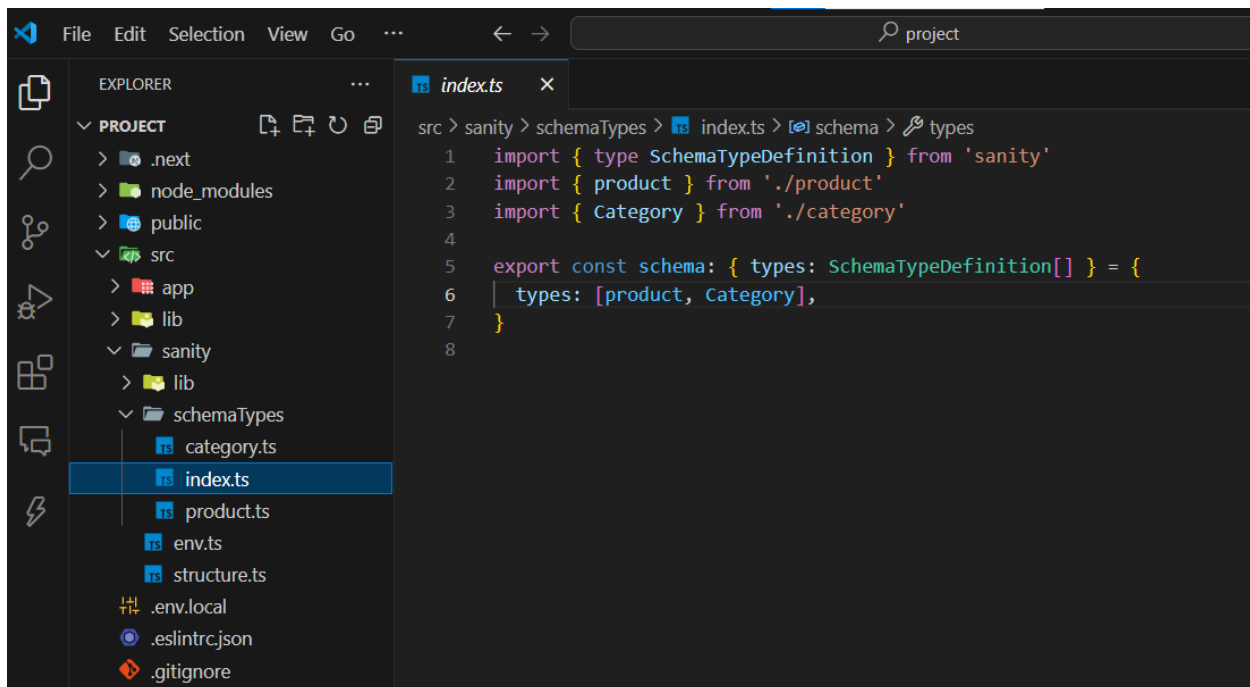 File Edit Selection View Go ···
project
EXPLORER ···
PROJECT
.next
node_modules
public
src
app
lib
sanity
lib
schemaTypes
category.ts
index.ts
product.ts
env.ts
structure.ts
.env.local
.eslintrc.json
.gitignore
index.ts
src > sanity > schemaTypes > index.ts > schema > types
1 import { type SchemaTypeDefinition } from 'sanity'
2 import { product } from './product'
3 import { Category } from './category'
4
5 export const schema: { types: SchemaTypeDefinition[] } = {
6 types: [product, Category],
7 }
8